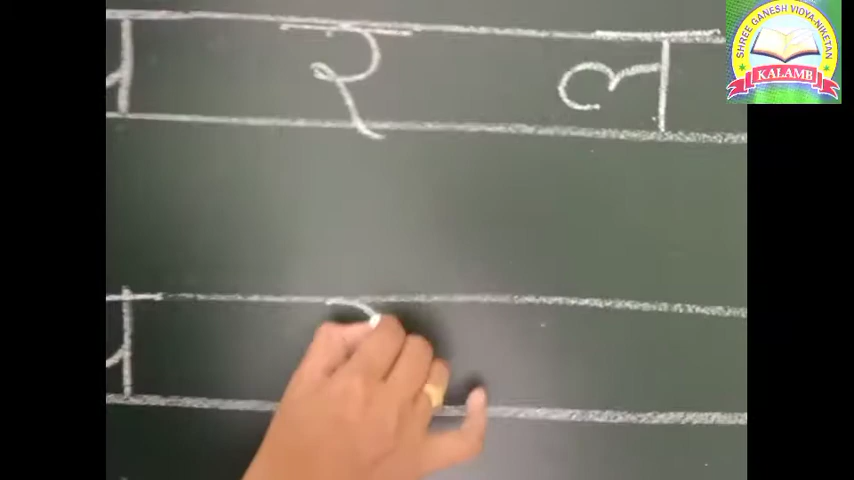 र ल
SHREE GANESH VIDYA-NIKETAN
KALAMB